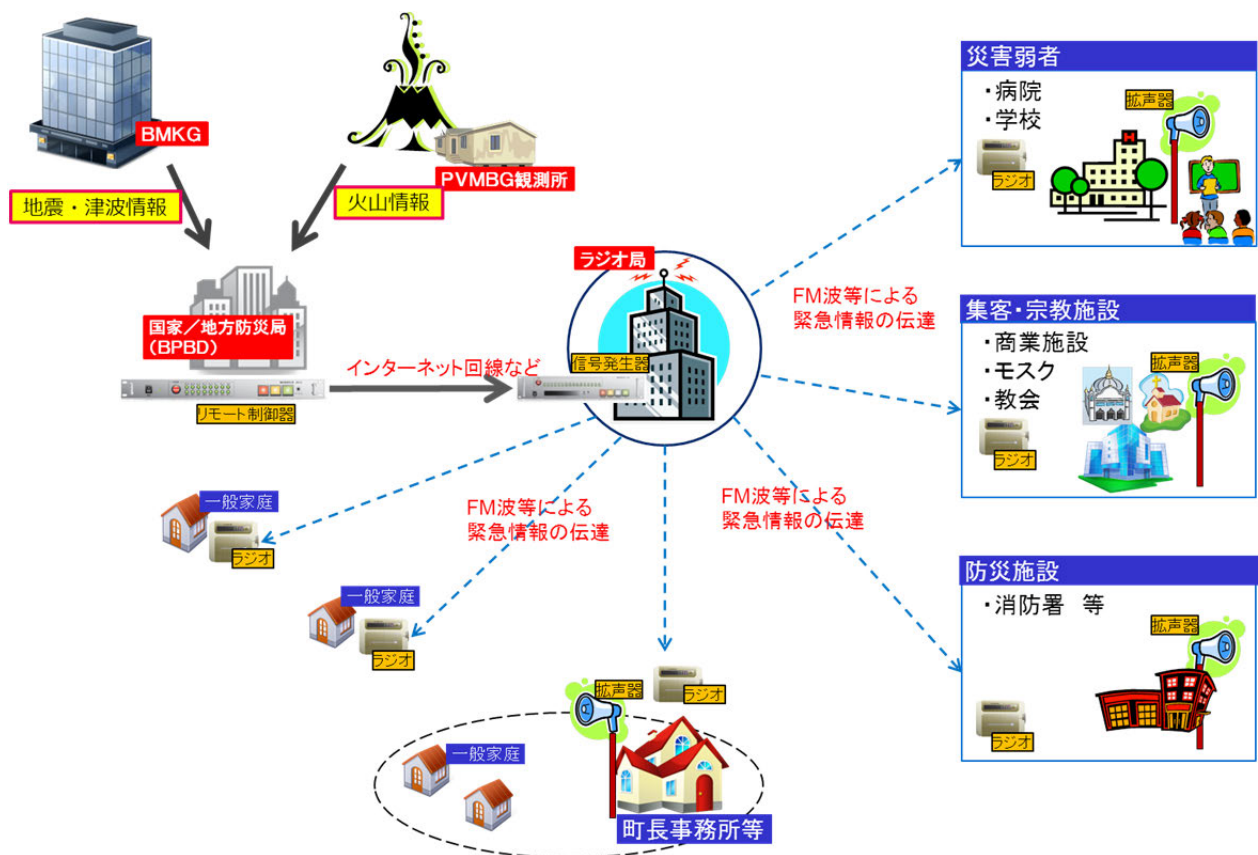 BMKG
PVMBG観測所
地震・津波情報
火山情報
国家／地方防災局
(BPBD)
リモート制御器
インターネット回線など
ラジオ局
信号発生器
FM波等による
緊急情報の伝達
災害弱者
・病院
・学校
拡声器
ラジオ
集客・宗教施設
・商業施設
・モスク
・教会
拡声器
ラジオ
防災施設
・消防署　等
拡声器
ラジオ
FM波等による
緊急情報の伝達
FM波等による
緊急情報の伝達
一般家庭
ラジオ
一般家庭
ラジオ
拡声器
ラジオ
一般家庭
町長事務所等